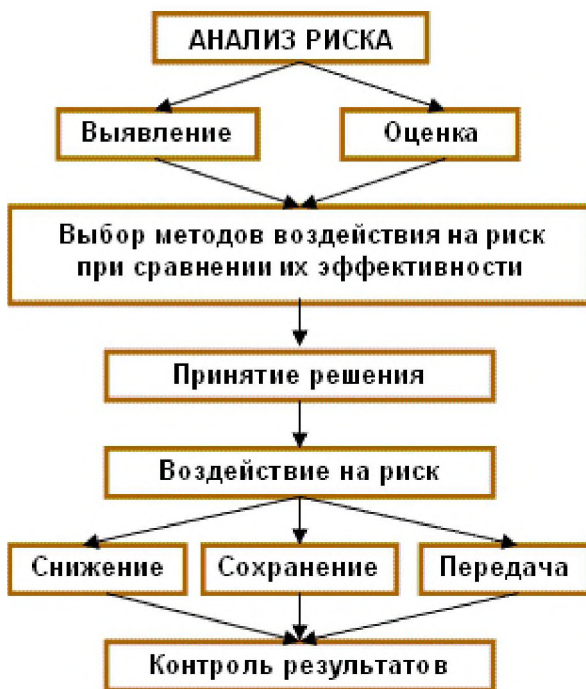 АНАЛИЗ РИСКА
Выявление
Оценка
Выбор методов воздействия на риск
при сравнении их эффективности
Принятие решения
Воздействие на риск
Снижение
Сохранение
Передача
Контроль результатов